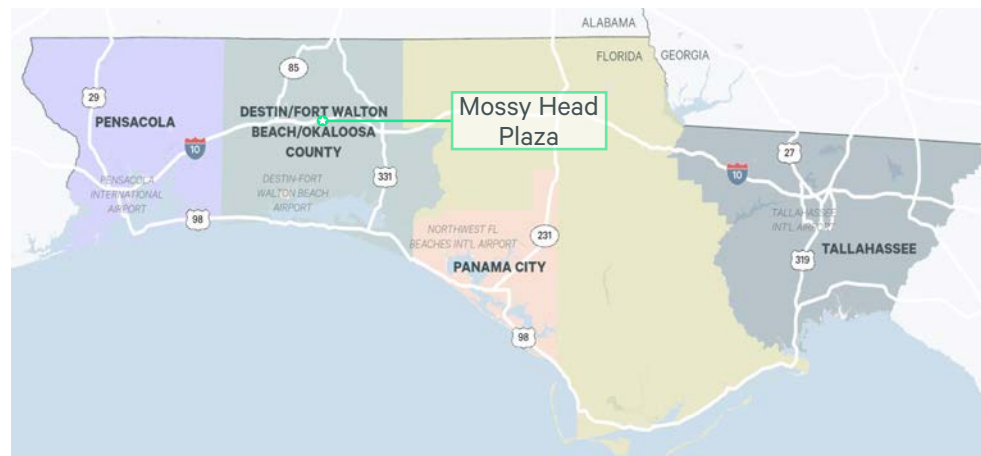 ALABAMA
FLORIDA
GEORGIA
85
29
PENSACOLA
DESTIN/FORT WALTON
BEACH/OKALOOSA
COUNTY
Mossy Head
Plaza
10
27
10
PENSACOLA
INTERNATIONAL
AIRPORT
DESTIN-FORT
WALTON BEACH
AIRPORT
331
98
NORTHWEST FL
BEACHES INT'L AIRPORT
231
PANAMA CITY
TALLAHASSEE
INT'L AIRPORT
TALLAHASSEE
319
98